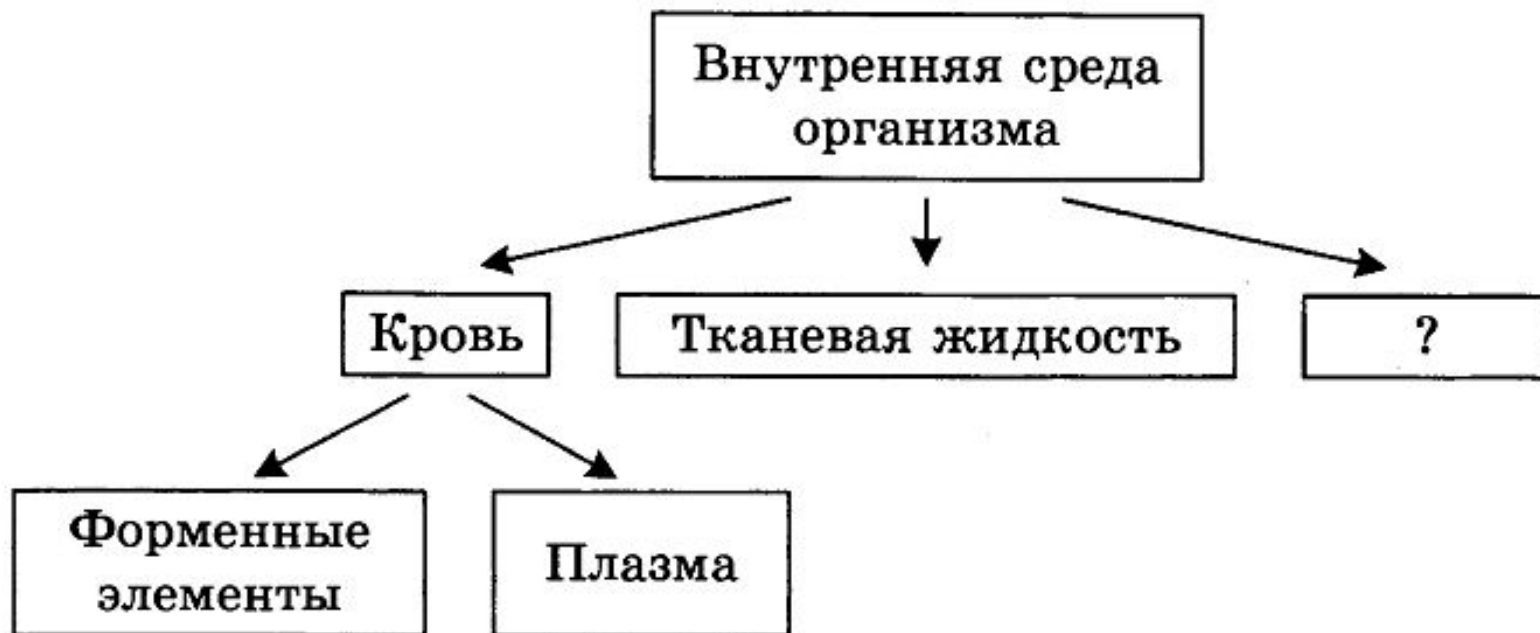 Внутренняя среда
организма
Кровь
Тканевая жидкость
?
Форменные
элементы
Плазма